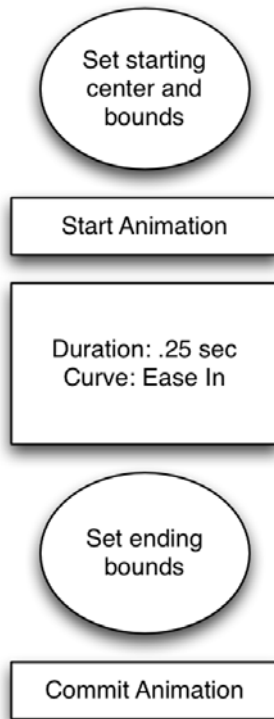 Set starting
center and
bounds
Start Animation
Duration: .25 sec
Curve: Ease In
Set ending
bounds
Commit Animation